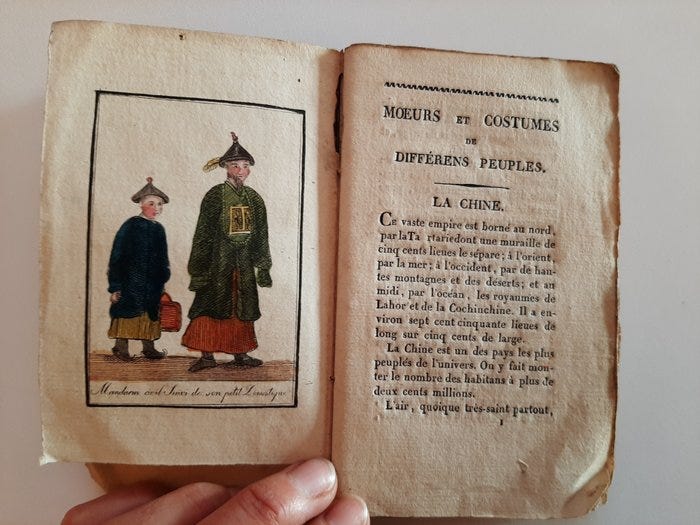 Mandarin civil Suivi de son petit Domestique
MŒURS ET COSTUMES
DE
DIFFÉRENS PEUPLES.
LA CHINE.
CE vaste empire est borné au nord,
par laTa rtariedont une muraille de
cinq cents lieues le sépare; à l'orient,
par la mer; à l'occident, par de hau-
tes montagnes et des déserts; et au
midi, par l'océan, les royaumes de
Lahor et de la Cochinchine. Il a en-
viron sept cent cinquante lieues de
long sur cinq cents de large.
La Chine est un des pays les plus
peuplés de l'univers. On y fait mon-
ter le nombre des habitans à plus de
deux cents millions.
L'air, quoique très-saint partout,
1